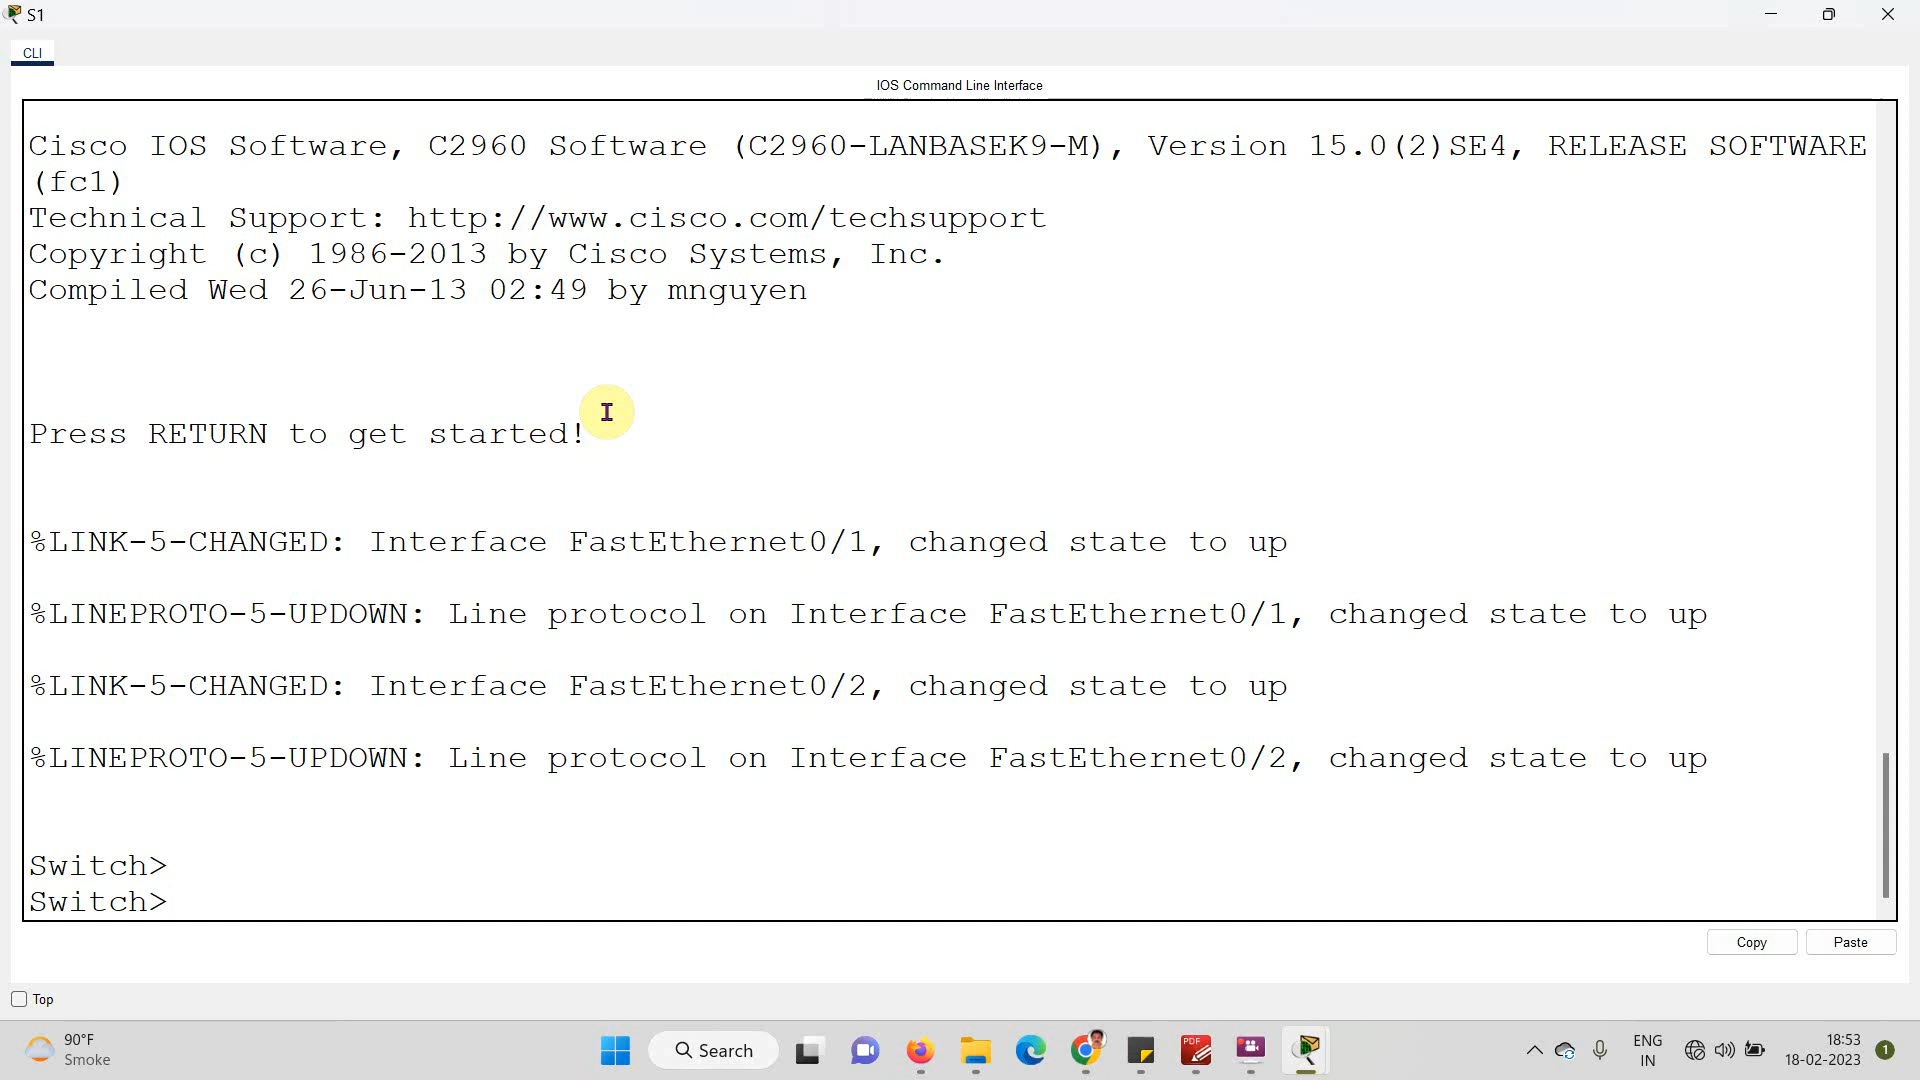 S1
CLI
IOS Command Line Interface
Cisco IOS Software, C2960 Software (C2960-LANBASEK9-M), Version 15.0(2)SE4, RELEASE SOFTWARE
(fc1)
Technical Support: http://www.cisco.com/techsupport
Copyright (c) 1986-2013 by Cisco Systems, Inc.
Compiled Wed 26-Jun-13 02:49 by mnguyen
Press RETURN to get started!
%LINK-5-CHANGED: Interface FastEthernet0/1, changed state to up
%LINEPROTO-5-UPDOWN: Line protocol on Interface FastEthernet0/1, changed state to up
%LINK-5-CHANGED: Interface FastEthernet0/2, changed state to up
%LINEPROTO-5-UPDOWN: Line protocol on Interface FastEthernet0/2, changed state to up
Switch>
Switch>
Copy Paste
Top
90°F
Smoke
Search
PDF
ENG
IN
18:53
18-02-2023
1